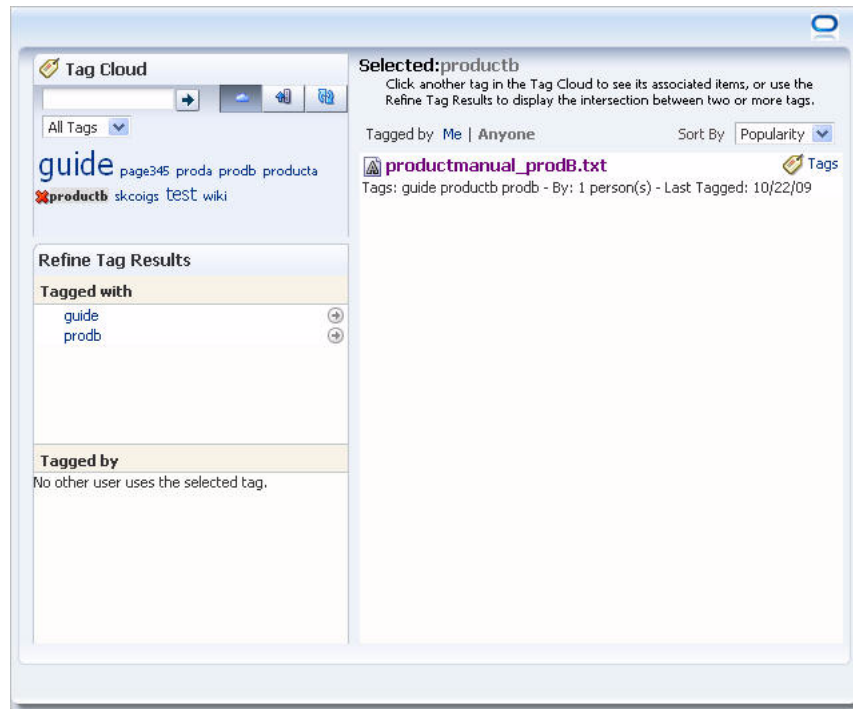 Tag Cloud
All Tags
guide page345 proda prodb producta
productb skcoigs test wiki
Refine Tag Results
Tagged with
guide
prodb
Tagged by
No other user uses the selected tag.
Selected:productb
Click another tag in the Tag Cloud to see its associated items, or use the
Refine Tag Results to display the intersection between two or more tags.
Tagged by Me | Anyone Sort By Popularity
productmanual_prodB.txt Tags
Tags: guide productb prodb - By: 1 person(s) - Last Tagged: 10/22/09